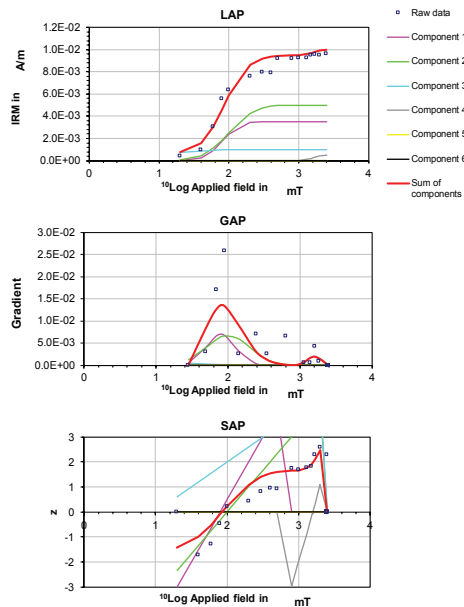 LAP
1.2E-02
1.0E-02
8.0E-03
6.0E-03
4.0E-03
2.0E-03
0.0E+00
IRM in A/m
0 1 2 3 4
10Log Applied field in mT
Raw data
Component 1
Component 2
Component 3
Component 4
Component 5
Component 6
Sum of
components
GAP
3.0E-02
2.5E-02
2.0E-02
1.5E-02
1.0E-02
5.0E-03
0.0E+00
Gradient
0 1 2 3 4
10Log Applied field in mT
SAP
3
2
1
0
-1
-2
-3
z
0 1 2 3 4
10Log Applied field in mT